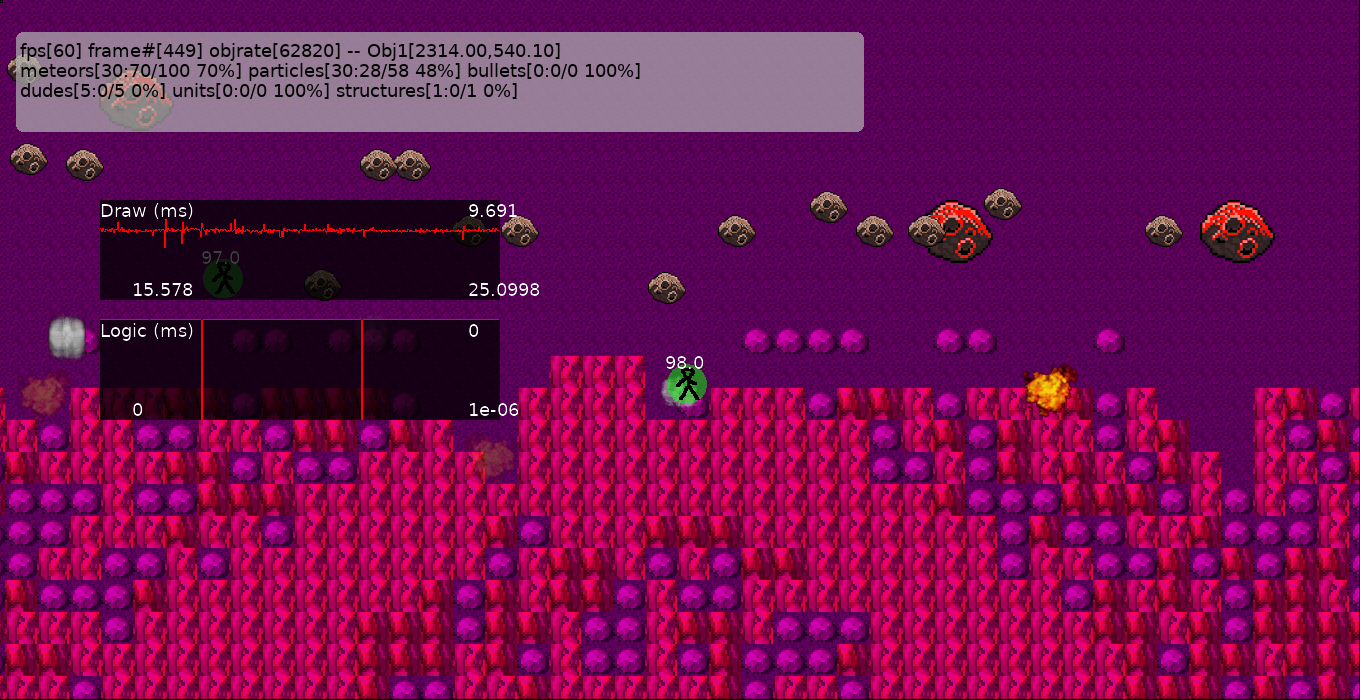 fps[60] frame#[449] objrate[62820] -- Obj1[2314.00,540.10]
meteors[30:70/100 70%] particles[30:28/58 48%] bullets[0:0/0 100%]
dudes[5:0/5 0%] units[0:0/0 100%] structures[1:0/1 0%]
Draw (ms) 9.691
97.0
15.578 25.0998
Logic (ms) 0
98.0
0 1e-06